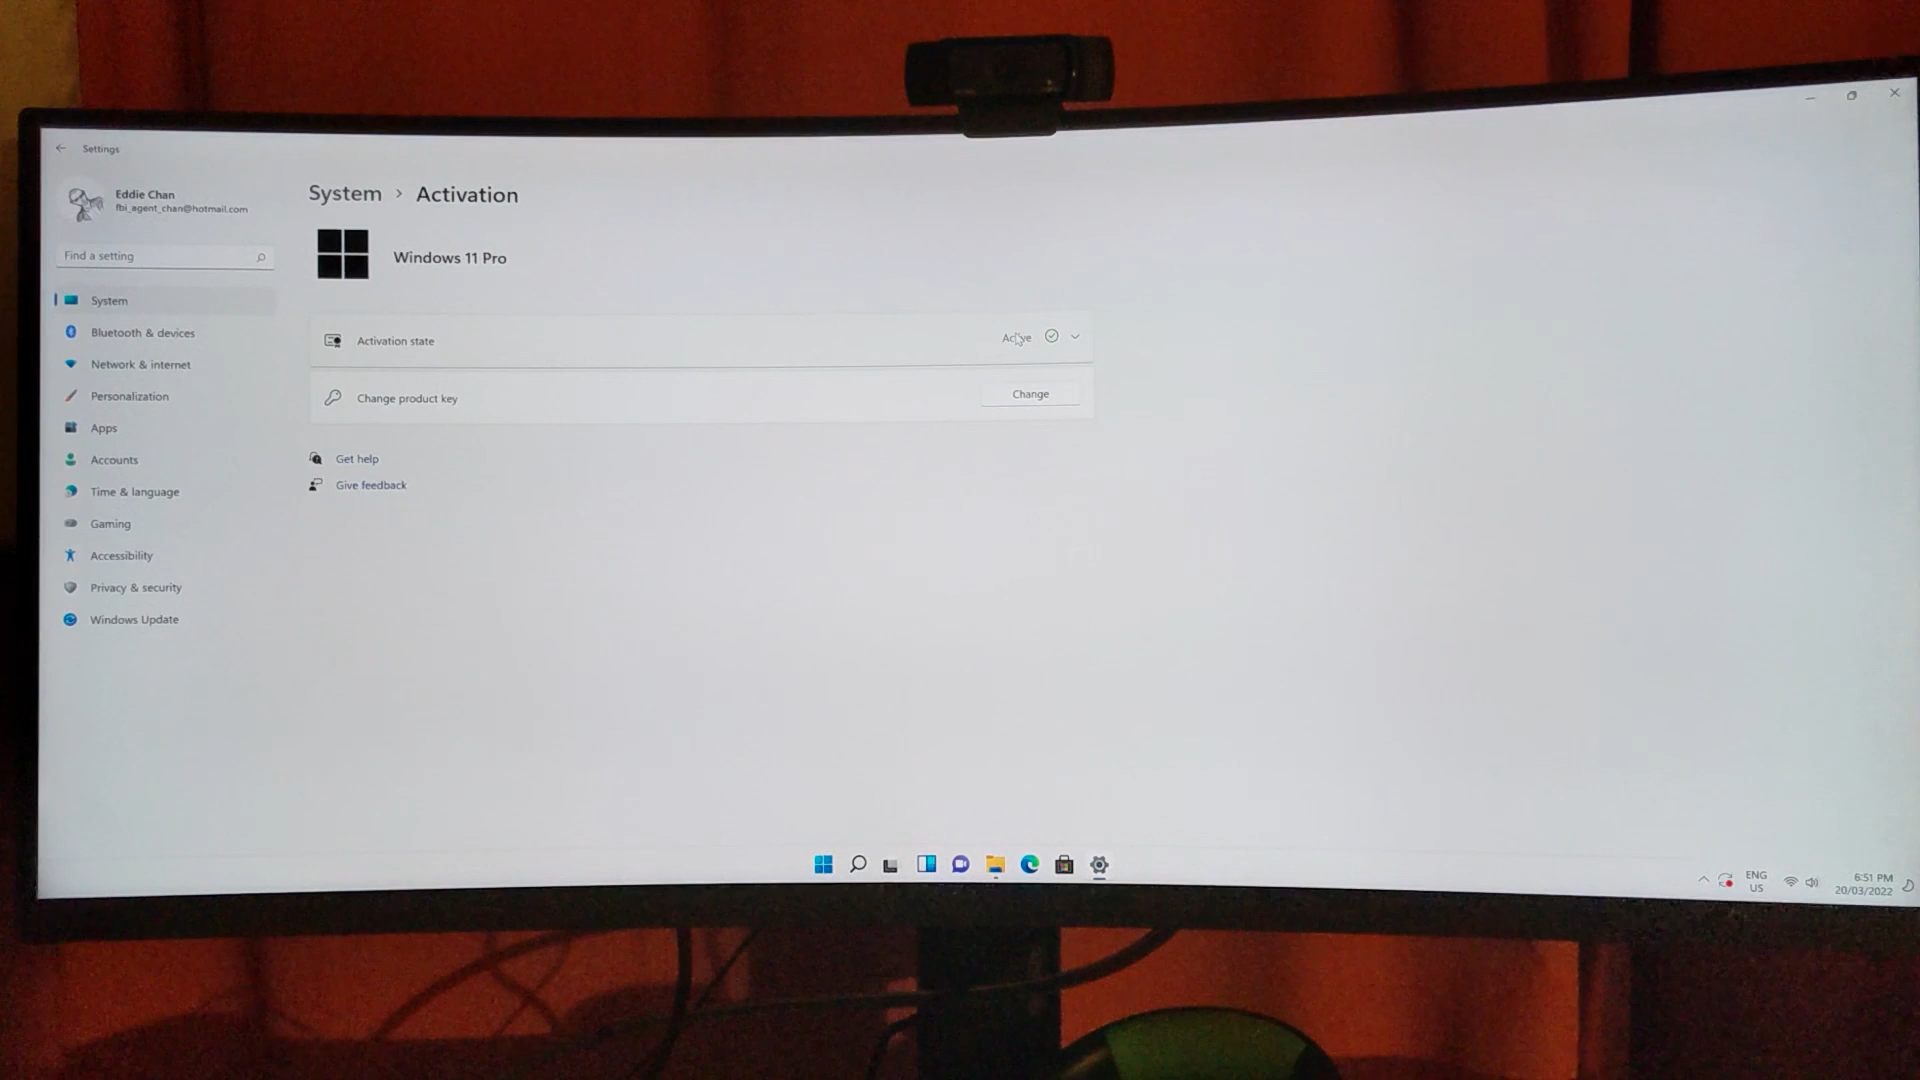 Settings
Eddie Chan
fbi_agent_chan@hotmail.com
Find a setting
System
Bluetooth & devices
Network & internet
Personalization
Apps
Accounts
Time & language
Gaming
Accessibility
Privacy & security
Windows Update
System > Activation
Windows 11 Pro
Activation state
Active
Change product key
Change
Get help
Give feedback
ENG
US
6:51 PM
20/03/2022